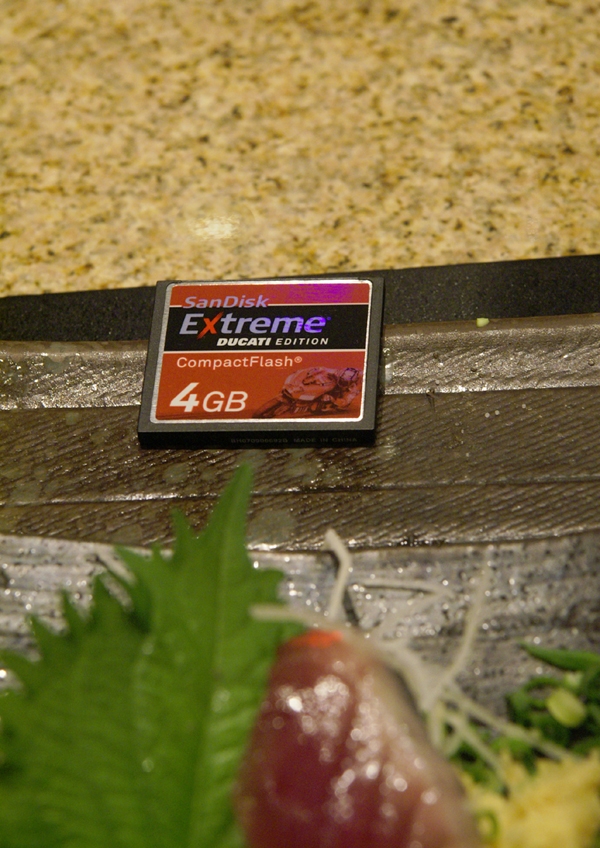 SanDisk
Extreme
DUCATI EDITION
CompactFlash®
4GB
MADE IN CHINA